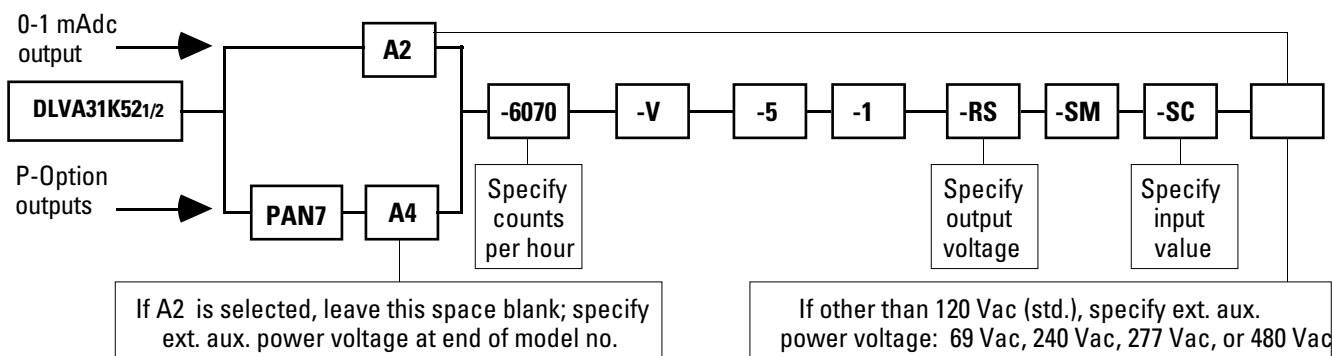 0-1 mAdc
output
A2
DLVA31K521/2
-6070
-V
-5
-1
-RS
-SM
-SC
P-Option
outputs
PAN7
A4
Specify
counts
per hour
Specify
output
voltage
Specify
input
value
If A2 is selected, leave this space blank; specify
ext. aux. power voltage at end of model no.
If other than 120 Vac (std.), specify ext. aux.
power voltage: 69 Vac, 240 Vac, 277 Vac, or 480 Vac